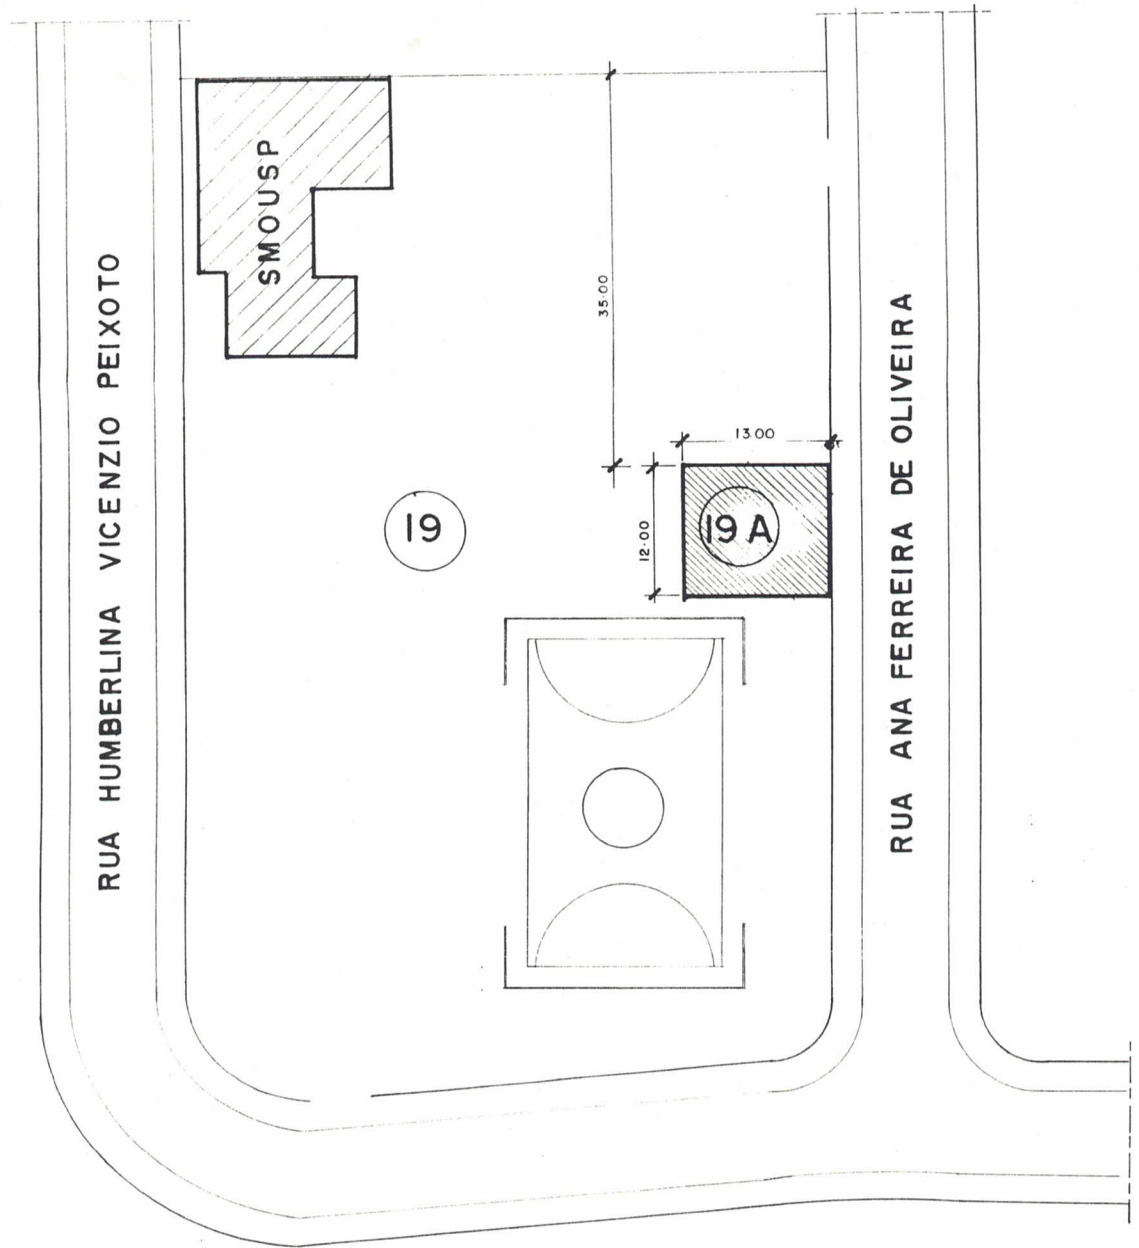 SMOUSP
RUA HUMBERLINA VICENZIO PEIXOTO
35·00
RUA ANA FERREIRA DE OLIVEIRA
13.00
19
12·00
19 A